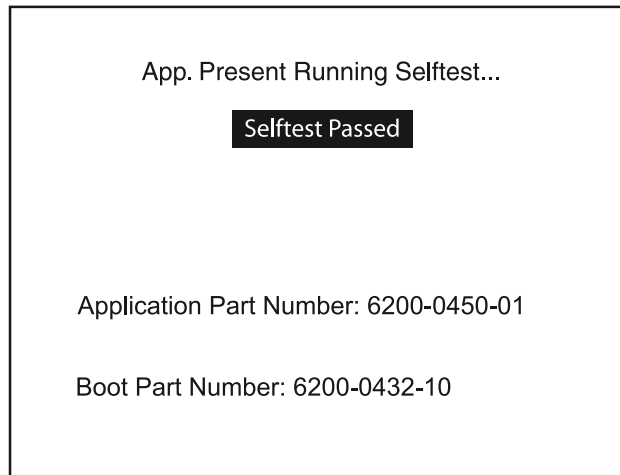 App. Present Running Selftest...
Selftest Passed
Application Part Number: 6200-0450-01
Boot Part Number: 6200-0432-10